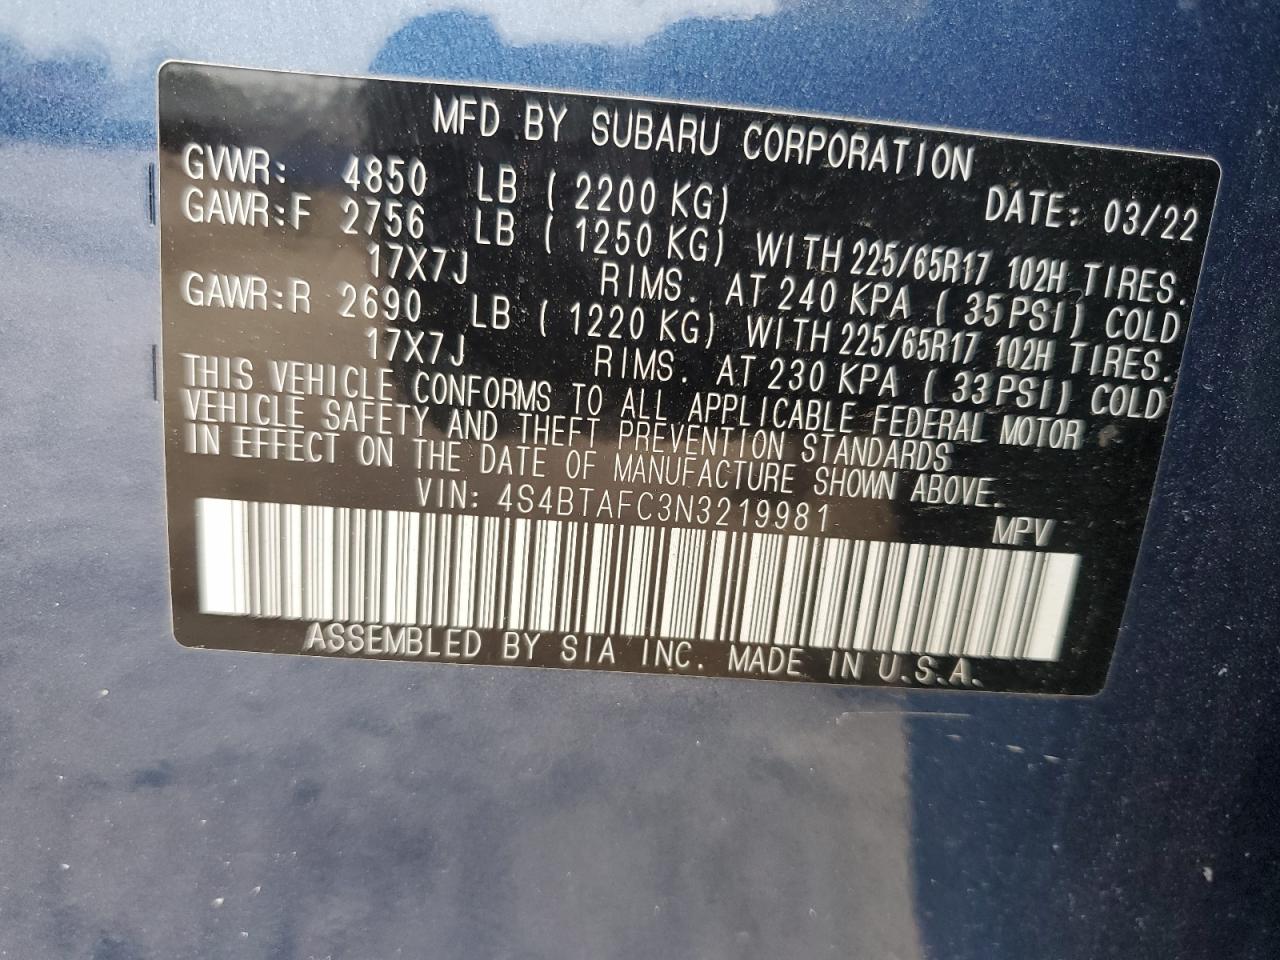 MFD BY SUBARU CORPORATION
DATE: 03/22
GVWR: 4850 LB ( 2200 KG)
GAWR:F 2756 LB ( 1250 KG) WITH 225/65R17 102H TIRES.
17X7J RIMS. AT 240 KPA ( 35 PSI) COLD
GAWR:R 2690 LB ( 1220 KG) WITH 225/65R17 102H TIRES.
17X7J RIMS. AT 230 KPA ( 33 PSI) COLD
THIS VEHICLE CONFORMS TO ALL APPLICABLE FEDERAL MOTOR
VEHICLE SAFETY AND THEFT PREVENTION STANDARDS
IN EFFECT ON THE DATE OF MANUFACTURE SHOWN ABOVE.
VIN: 4S4BTAFC3N3219981 MPV
ASSEMBLED BY SIA INC. MADE IN U.S.A.